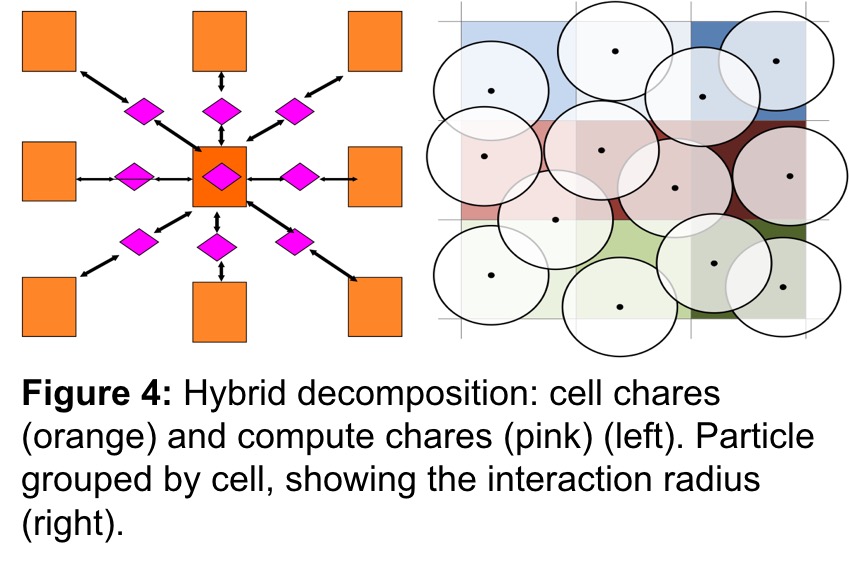 Figure 4: Hybrid decomposition: cell chares
(orange) and compute chares (pink) (left). Particle
grouped by cell, showing the interaction radius
(right).